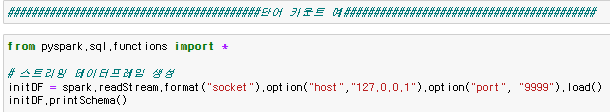 ########################################단어 카운트 예########################################
from pyspark.sql.functions import *
# 스트리밍 데이터프레임 생성
initDF = spark.readStream.format("socket").option("host","127.0.0.1").option("port", "9999").load()
initDF.printSchema()